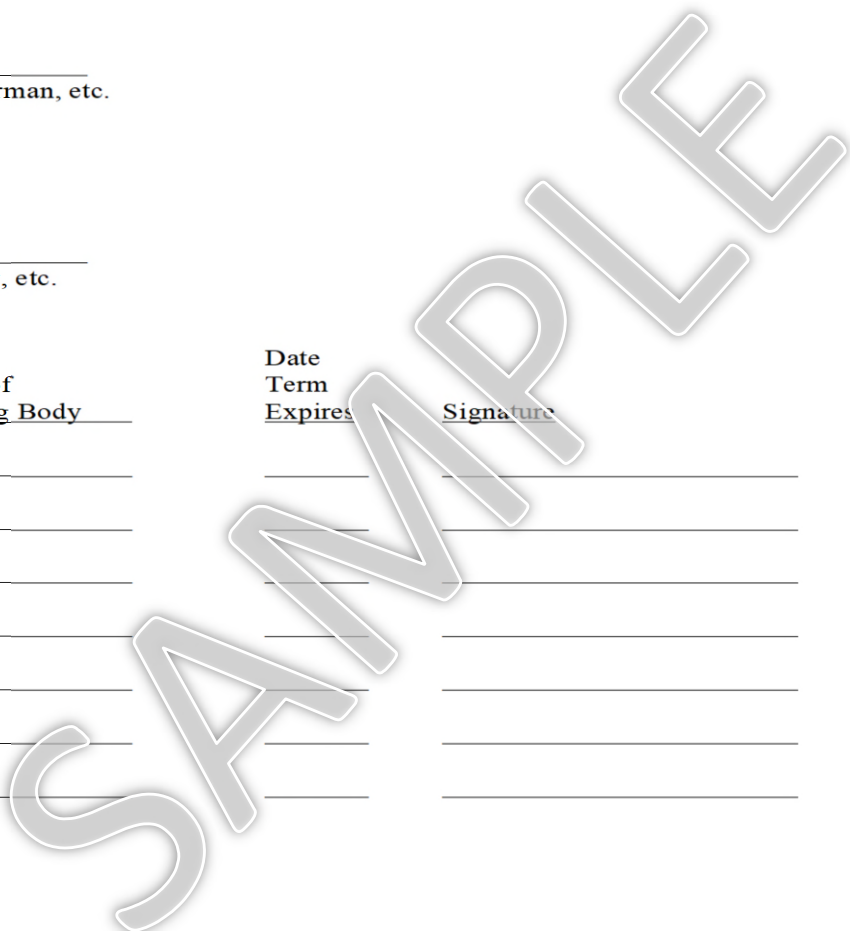 rman, etc.
, etc.
Date
f Term
g Body Expires Signature
SAMPLE